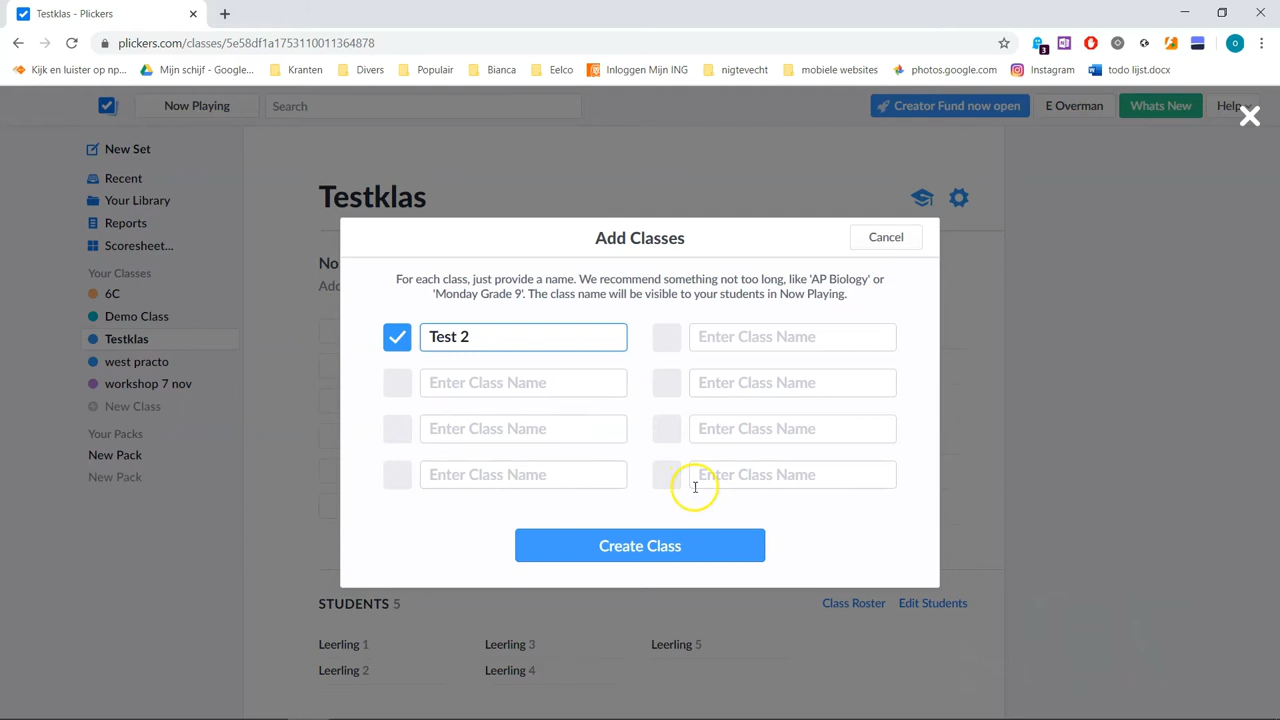 Testklas - Plickers
plickers.com/classes/5e58df1a1753110011364878
3
o
Kijk en luister op np...
Mijn schijf - Google...
Kranten
Divers
Populair
Bianca
Eelco
Inloggen Mijn ING
nigtevecht
mobiele websites
photos.google.com
Instagram
todo lijst.docx
Now Playing
Search
Creator Fund now open
E Overman
Whats New
Help
New Set
Recent
Your Library
Reports
Scoresheet...
Your Classes
6C
Demo Class
Testklas
west practo
workshop 7 nov
New Class
Your Packs
New Pack
New Pack
Testklas
No
Add Classes
Cancel
For each class, just provide a name. We recommend something not too long, like 'AP Biology' or
'Monday Grade 9'. The class name will be visible to your students in Now Playing.
Test 2
Enter Class Name
Enter Class Name
Enter Class Name
Enter Class Name
Enter Class Name
Enter Class Name
Enter Class Name
Create Class
STUDENTS 5
Class Roster
Edit Students
Leerling 1
Leerling 3
Leerling 5
Leerling 2
Leerling 4